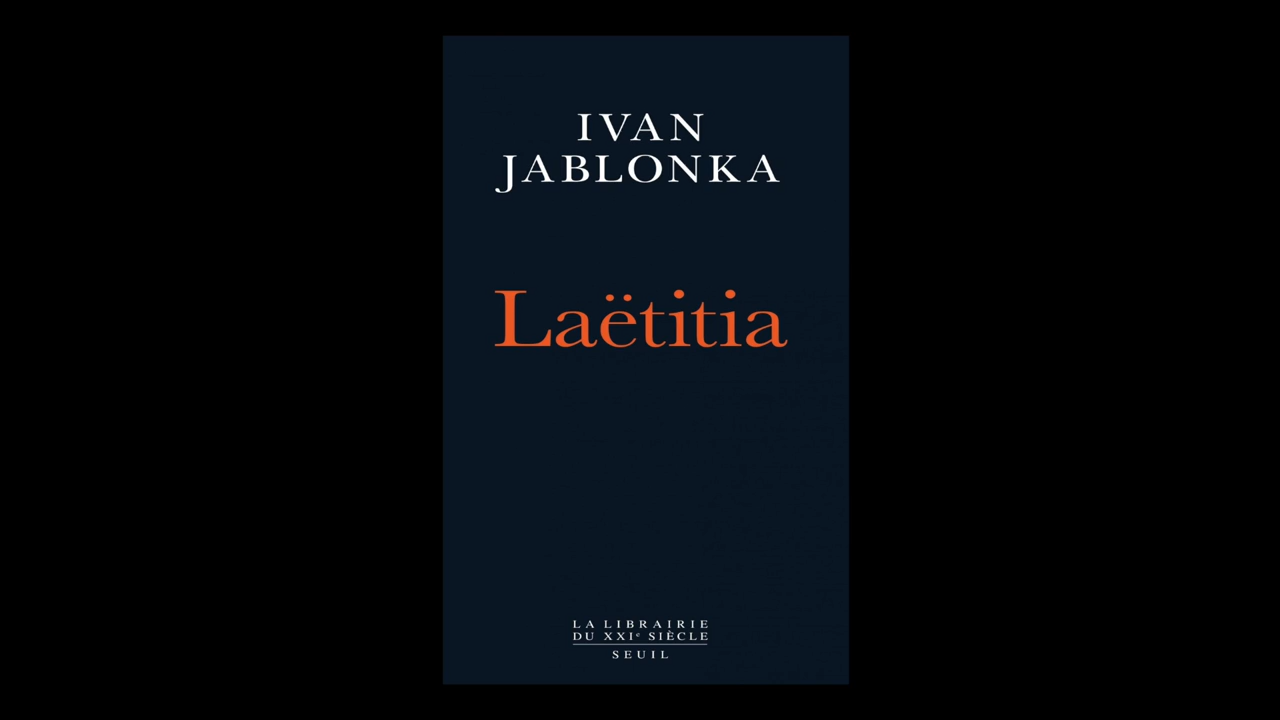 IVAN
JABLONKA
Laëtitia
LA LIBRAIRIE
DU XXIe SIÈCLE
SEUIL